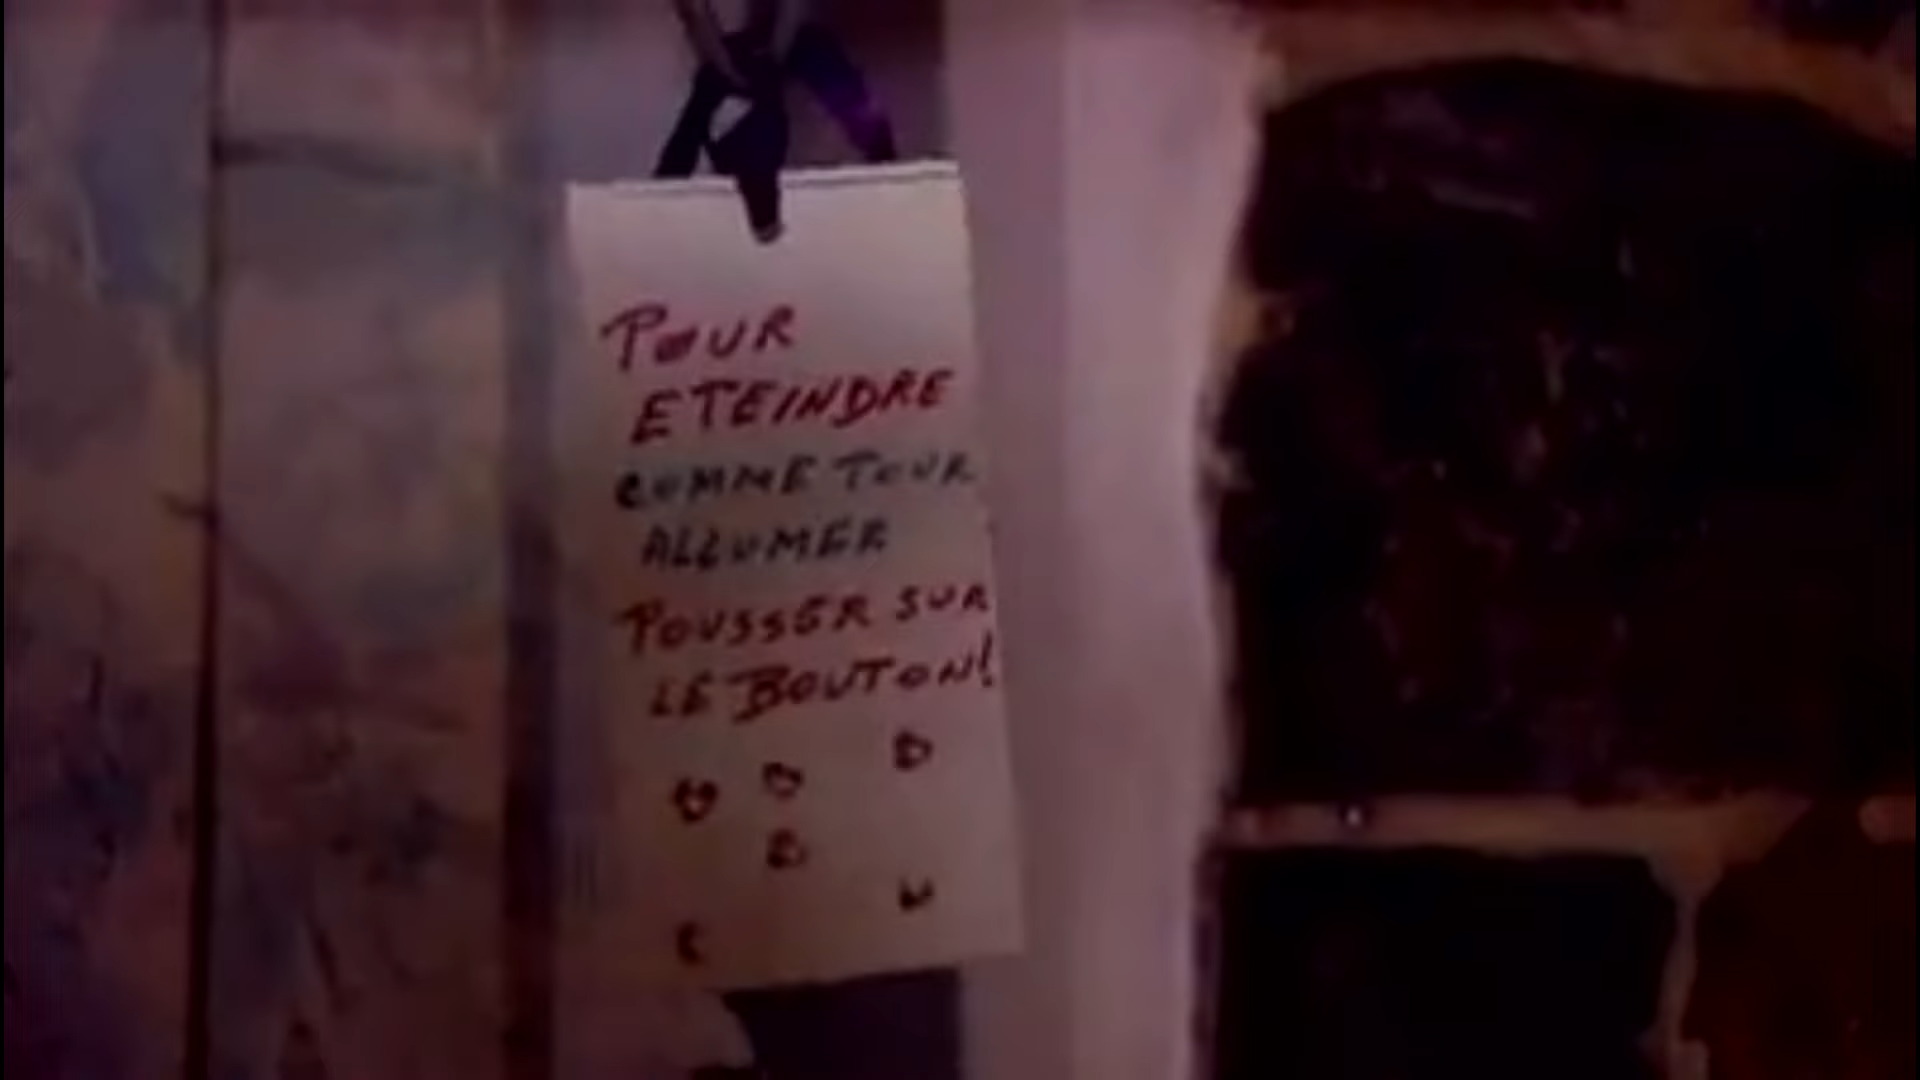 POUR
ETEINDRE
COMME POUR
ALLUMER
POUSSER SUR
LE BOUTON!